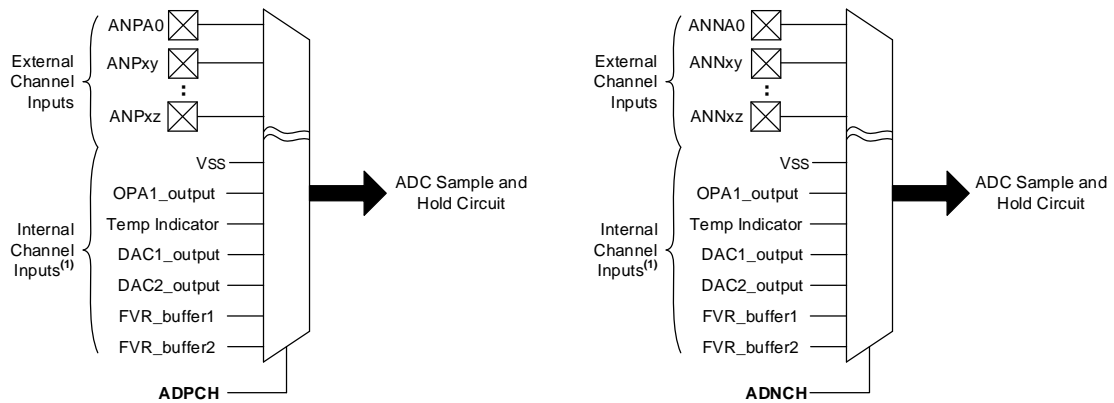 ANPA0
External
Channel
Inputs
ANPxy
ANPxz
VSS
OPA1_output
Temp Indicator
Internal
Channel
Inputs(1)
DAC1_output
DAC2_output
FVR_buffer1
FVR_buffer2
ADPCH
ADC Sample and
Hold Circuit
ANNA0
External
Channel
Inputs
ANNxy
ANNxz
VSS
OPA1_output
Temp Indicator
Internal
Channel
Inputs(1)
DAC1_output
DAC2_output
FVR_buffer1
FVR_buffer2
ADNCH
ADC Sample and
Hold Circuit